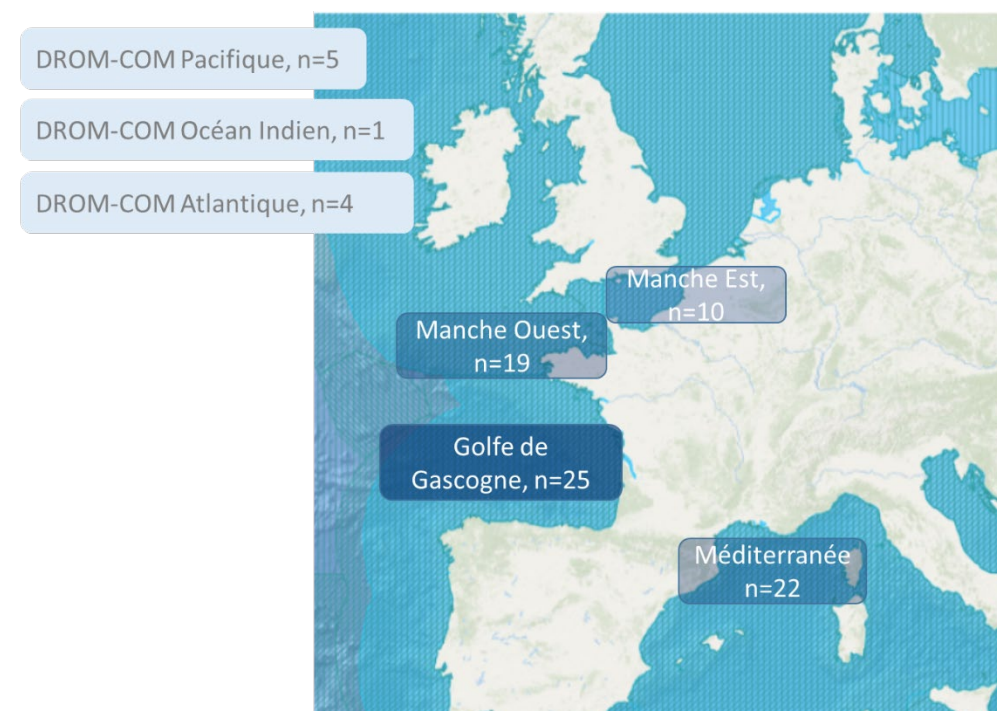 DROM-COM Pacifique, n=5
DROM-COM Océan Indien, n=1
DROM-COM Atlantique, n=4
Manche Est,
n=10
Manche Ouest,
n=19
Golfe de
Gascogne, n=25
Méditerranée
n=22